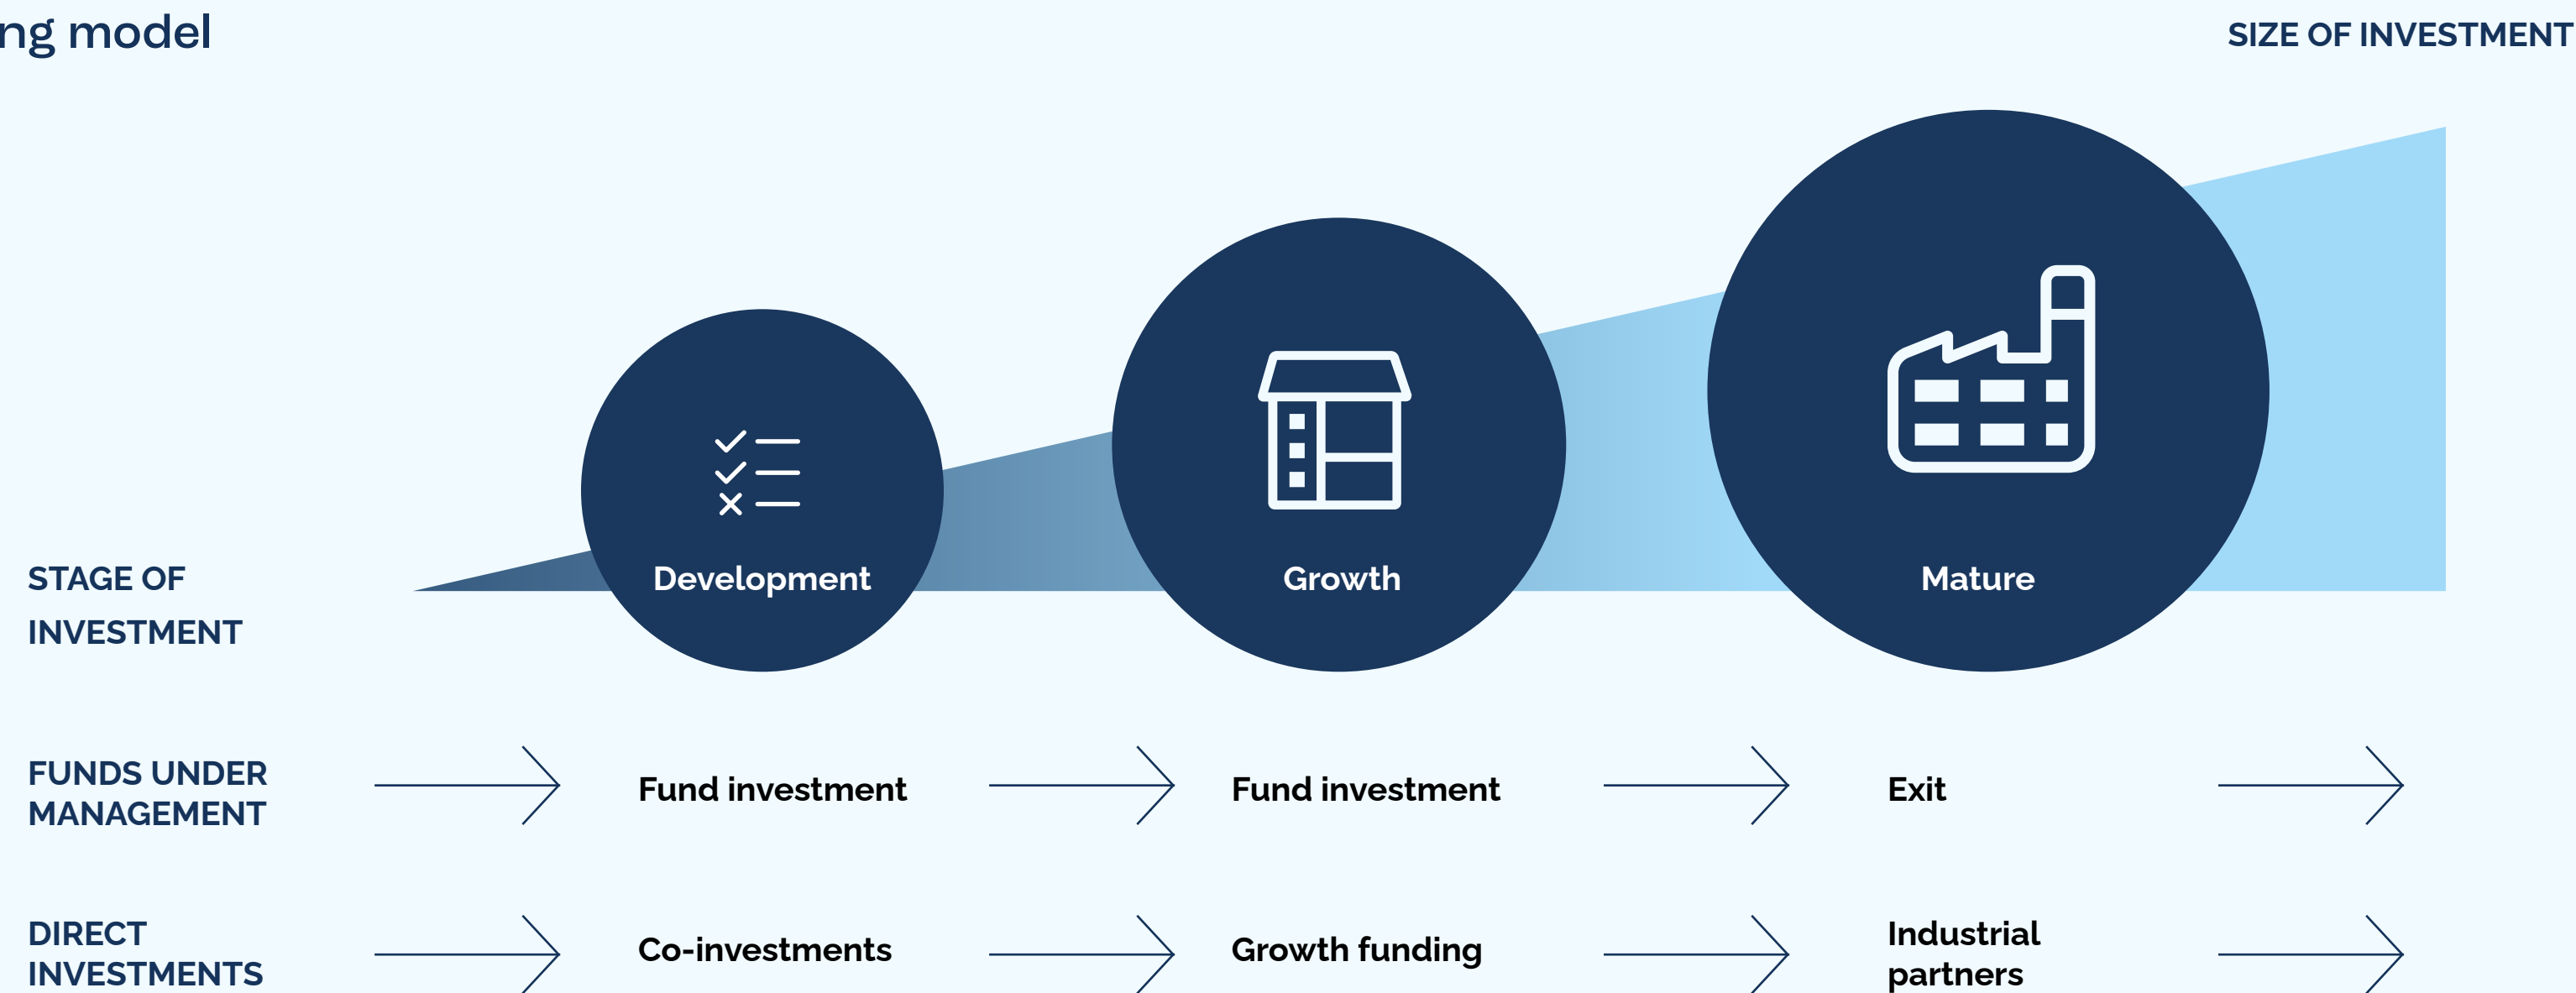 ng model
SIZE OF INVESTMENT
STAGE OF
INVESTMENT
Development
Growth
Mature
FUNDS UNDER
MANAGEMENT
Fund investment
Fund investment
Exit
DIRECT
INVESTMENTS
Co-investments
Growth funding
Industrial
partners